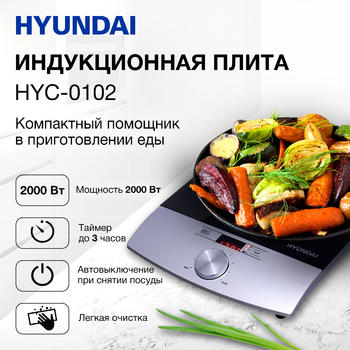 HYUNDAI
ИНДУКЦИОННАЯ ПЛИТА
HYC-0102
Компактный помощник
в приготовлении еды
2000 Вт
Мощность 2000 Вт
Таймер
до 3 часов
Автовыключение
при снятии посуды
Легкая очистка
HYUNDAI